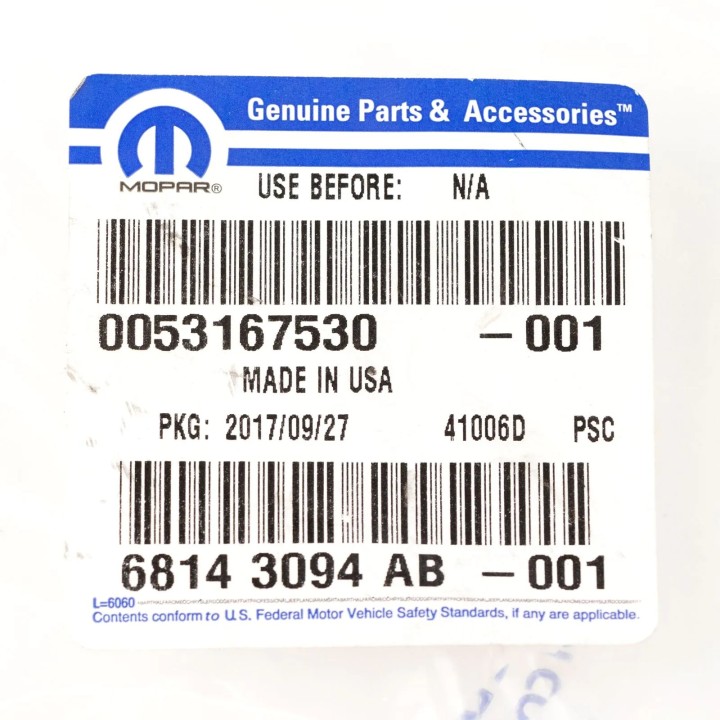 Genuine Parts & Accessories™
MOPAR®
USE BEFORE: N/A
0053167530 -001
MADE IN USA
PKG: 2017/09/27 41006D PSC
6814 3094 AB -001
L=6060
Contents conform to U.S. Federal Motor Vehicle Safety Standards, if any are applicable.